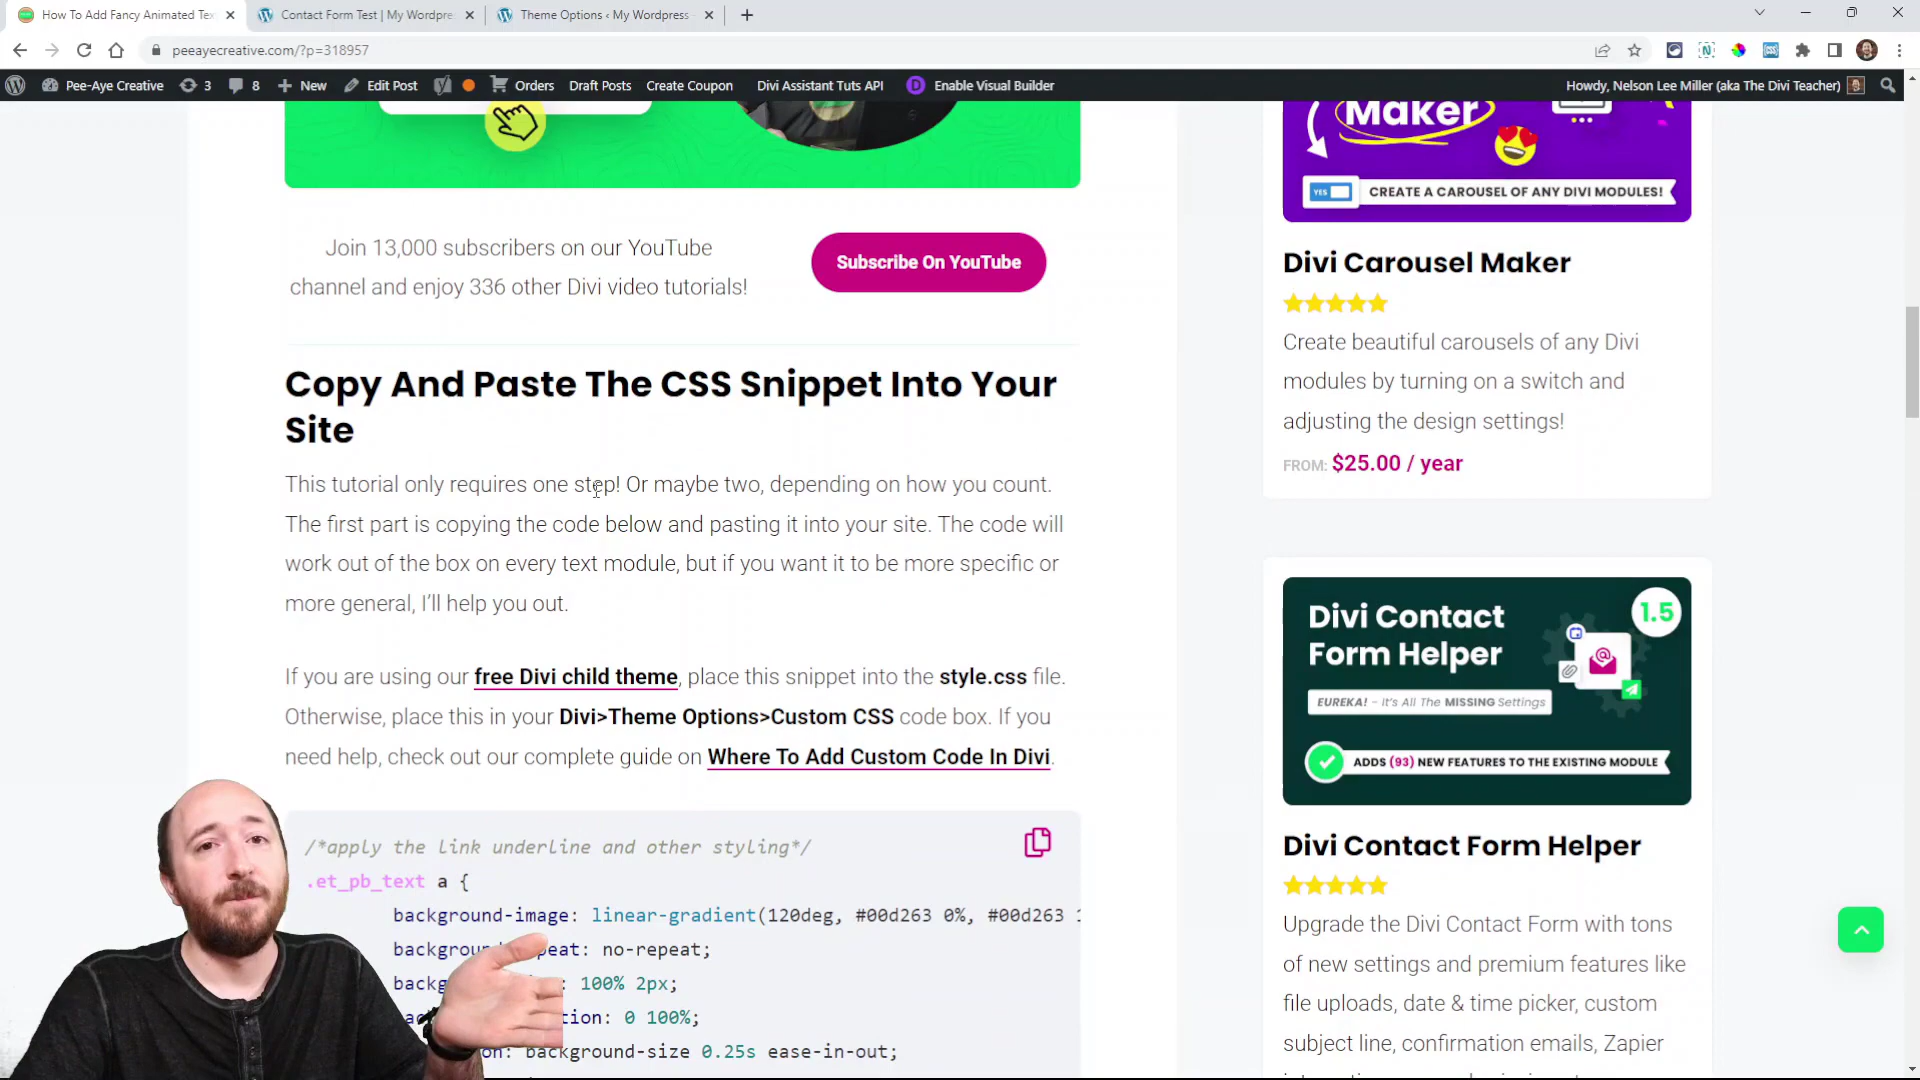 How To Add Fancy Animated Tex
Contact Form Test | My Wordpre
Theme Options ‹ My Wordpress
peeayecreative.com/?p=318957
Pee-Aye Creative
3
8
New
Edit Post
Orders
Draft Posts
Create Coupon
Divi Assistant Tuts API
Enable Visual Builder
Howdy, Nelson Lee Miller (aka The Divi Teacher)
Join 13,000 subscribers on our YouTube
channel and enjoy 336 other Divi video tutorials!
Subscribe On YouTube
Copy And Paste The CSS Snippet Into Your
Site
This tutorial only requires one step! Or maybe two, depending on how you count.
The first part is copying the code below and pasting it into your site. The code will
work out of the box on every text module, but if you want it to be more specific or
more general, I'll help you out.
If you are using our free Divi child theme, place this snippet into the style.css file.
Otherwise, place this in your Divi>Theme Options>Custom CSS code box. If you
need help, check out our complete guide on Where To Add Custom Code In Divi.
/*apply the link underline and other styling*/
.et_pb_text a {
background-image: linear-gradient(120deg, #00d263 0%, #00d263 1
peat: no-repeat;
100% 2px;
tion: 0 100%;
on: background-size 0.25s ease-in-out;
Maker
YES
CREATE A CAROUSEL OF ANY DIVI MODULES!
Divi Carousel Maker
Create beautiful carousels of any Divi
modules by turning on a switch and
adjusting the design settings!
FROM: $25.00 / year
Divi Contact
Form Helper
1.5
EUREKA! - It's All The MISSING Settings
ADDS (93) NEW FEATURES TO THE EXISTING MODULE
Divi Contact Form Helper
Upgrade the Divi Contact Form with tons
of new settings and premium features like
file uploads, date & time picker, custom
subject line, confirmation emails, Zapier